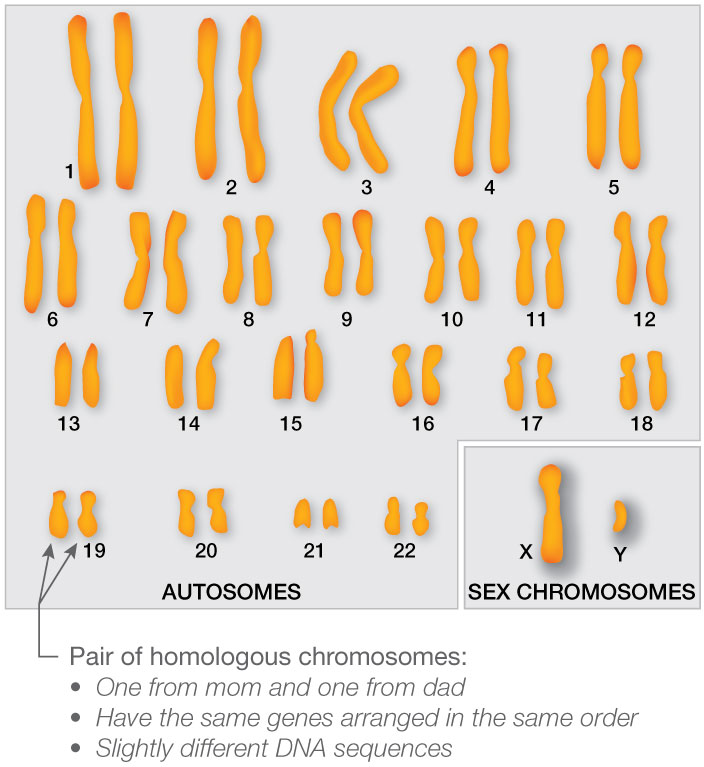 1 2 3 4 5
6 7 8 9 10 11 12
13 14 15 16 17 18
19 20 21 22
X Y
AUTOSOMES
SEX CHROMOSOMES
Pair of homologous chromosomes:
• One from mom and one from dad
• Have the same genes arranged in the same order
• Slightly different DNA sequences